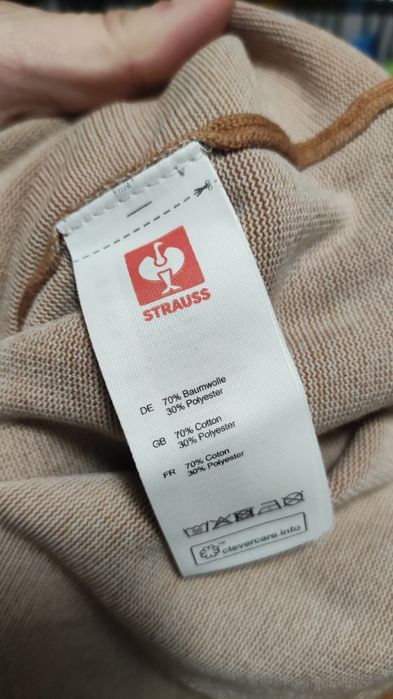 STRAUSS
DE 70% Baumwolle
30% Polyester
GB 70% Cotton
30% Polyester
FR 70% Coton
30% Polyester
clevercare.info